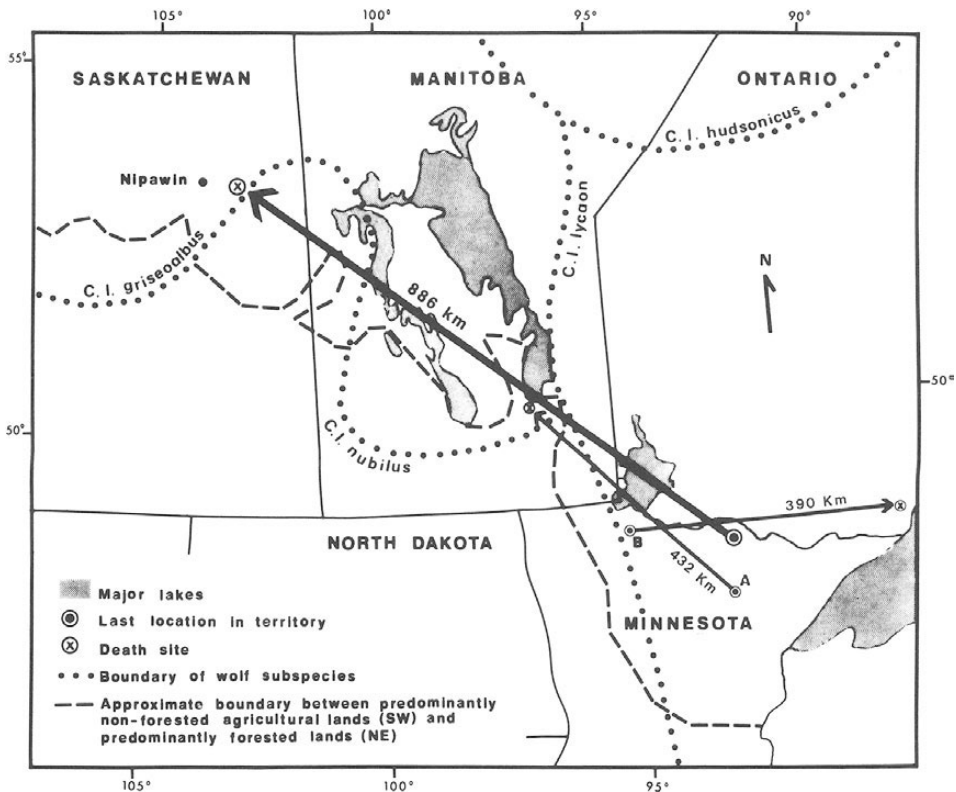 100°
95°
90°
55°
SASKATCHEWAN
MANITOBA
ONTARIO
C. l. hudsonicus
Nipawin
C. l. lycaon
N
C. l. griseoalbus
886 km
50°
50°
C. l. nubilus
390 Km
B
432 Km
A
NORTH DAKOTA
MINNESOTA
Major lakes
Last location in territory
Death site
Boundary of wolf subspecies
Approximate boundary between predominantly
non-forested agricultural lands (SW) and
predominantly forested lands (NE)
105°
100°
95°